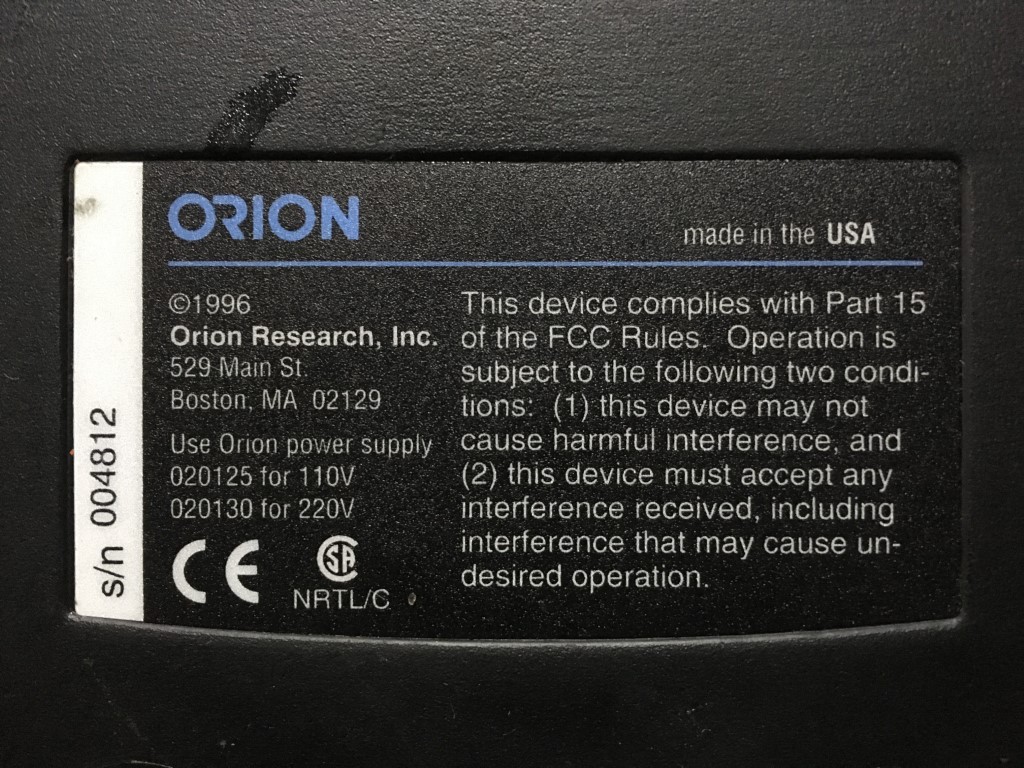 ORION
made in the USA
©1996
Orion Research, Inc.
529 Main St.
Boston, MA 02129
Use Orion power supply
020125 for 110V
020130 for 220V
CE
SA
NRTL/C
This device complies with Part 15
of the FCC Rules. Operation is
subject to the following two condi-
tions: (1) this device may not
cause harmful interference, and
(2) this device must accept any
interference received, including
interference that may cause un-
desired operation.
s/n 004812